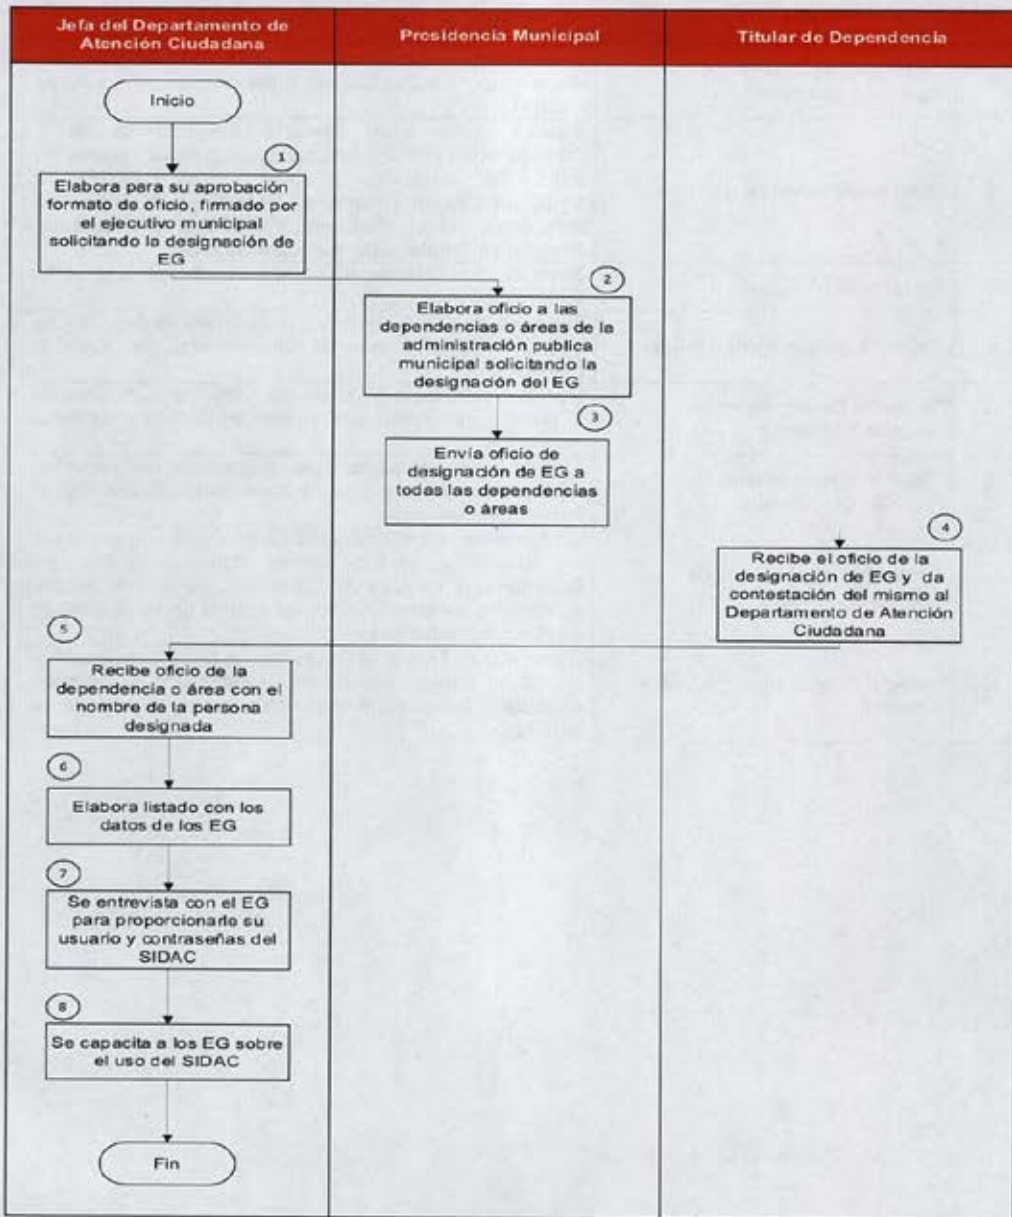 Jefa del Departamento de
Atención Ciudadana
Presidencia Municipal
Titular de Dependencia
Inicio
1
Elabora para su aprobación
formato de oficio, firmado por
el ejecutivo municipal
solicitando la designación de
EG
2
Elabora oficio a las
dependencias o áreas de la
administración publica
municipal solicitando la
designación del EG
3
Envía oficio de
designación de EG a
todas las dependencias
o áreas
4
Recibe el oficio de la
designación de EG y da
contestación del mismo al
Departamento de Atención
Ciudadana
5
Recibe oficio de la
dependencia o área con el
nombre de la persona
designada
6
Elabora listado con los
datos de los EG
7
Se entrevista con el EG
para proporcionarle su
usuario y contraseñas del
SIDAC
8
Se capacita a los EG sobre
el uso del SIDAC
Fin